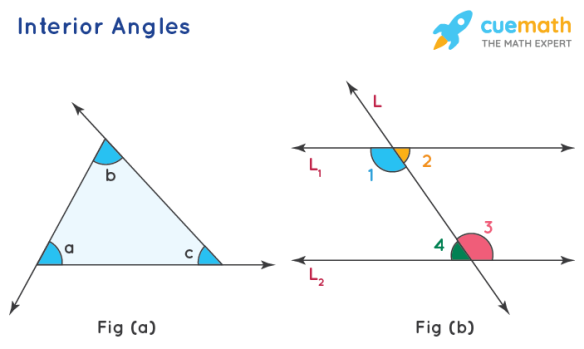 Interior Angles
cuemath
THE MATH EXPERT
b
a
c
Fig (a)
L
L1
1
2
3
4
L2
Fig (b)